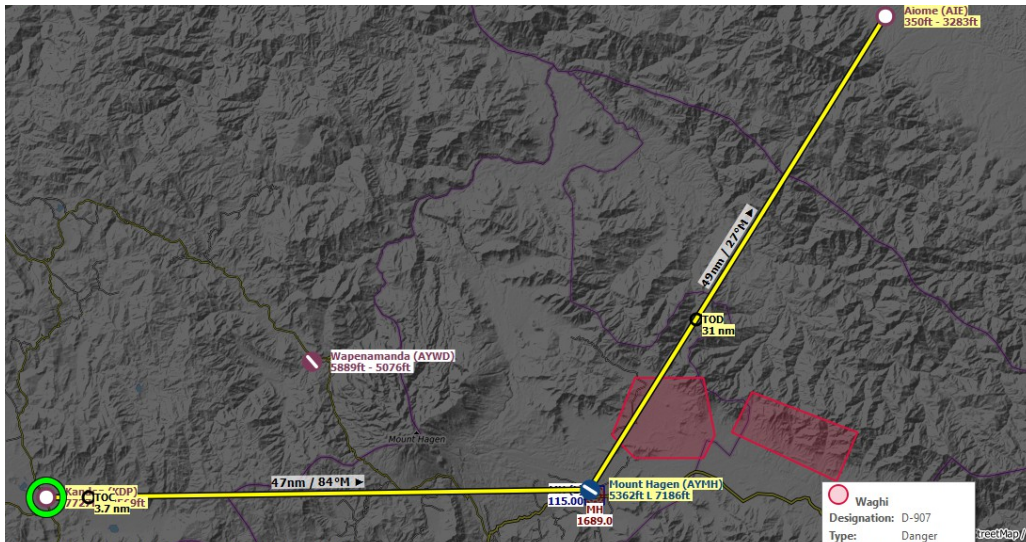 Aiome (AIE)
350ft - 3283ft
49nm / 27°M ►
TOD
31 nm
Wapenamanda (AYWD)
5889ft - 5076ft
Mount Hagen
47nm / 84°M ►
(XDP)
TOC
3.7 nm
Mount Hagen (AYMH)
5362ft L 7186ft
115.00
MH
1689.0
Waghi
Designation: D-907
Type: Danger